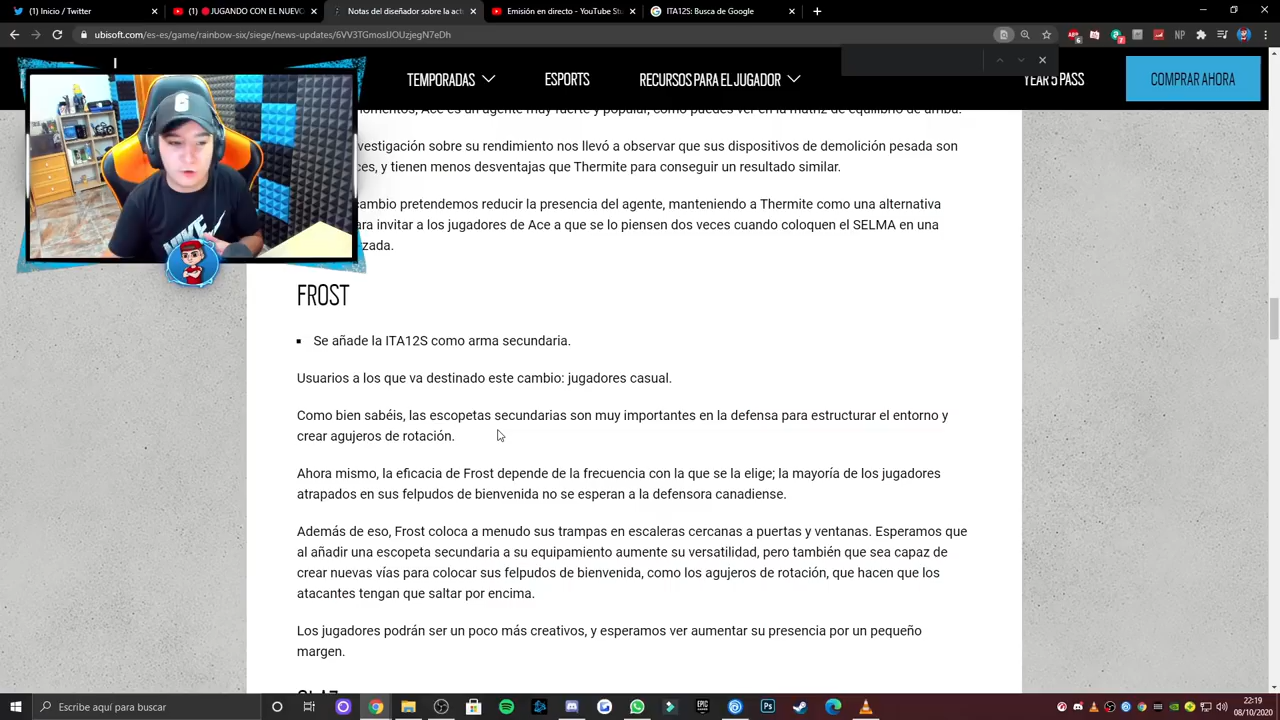 (1) Inicio / Twitter
(1) 🔴 JUGANDO CON EL NUEVO
Notas del diseñador sobre la act
Emisión en directo - YouTube Stu
ITA12S: Busca de Google
ubisoft.com/es-es/game/rainbow-six/siege/news-updates/6VV3TGmoslJOUzjegN7eDh
TEMPORADAS
ESPORTS
RECURSOS PARA EL JUGADOR
YEAR 5 PASS
COMPRAR AHORA
omentos, Ace es un agente muy fuerte y popular, como puedes ver en la matriz de equilibrio de arriba.
vestigación sobre su rendimiento nos llevó a observar que sus dispositivos de demolición pesada son
ces, y tienen menos desventajas que Thermite para conseguir un resultado similar.
cambio pretendemos reducir la presencia del agente, manteniendo a Thermite como una alternativa
ara invitar a los jugadores de Ace a que se lo piensen dos veces cuando coloquen el SELMA en una
zada.
FROST
Se añade la ITA12S como arma secundaria.
Usuarios a los que va destinado este cambio: jugadores casual.
Como bien sabéis, las escopetas secundarias son muy importantes en la defensa para estructurar el entorno y
crear agujeros de rotación.
Ahora mismo, la eficacia de Frost depende de la frecuencia con la que se la elige; la mayoría de los jugadores
atrapados en sus felpudos de bienvenida no se esperan a la defensora canadiense.
Además de eso, Frost coloca a menudo sus trampas en escaleras cercanas a puertas y ventanas. Esperamos que
al añadir una escopeta secundaria a su equipamiento aumente su versatilidad, pero también que sea capaz de
crear nuevas vías para colocar sus felpudos de bienvenida, como los agujeros de rotación, que hacen que los
atacantes tengan que saltar por encima.
Los jugadores podrán ser un poco más creativos, y esperamos ver aumentar su presencia por un pequeño
margen.
Escribe aquí para buscar
22:19
08/10/2020